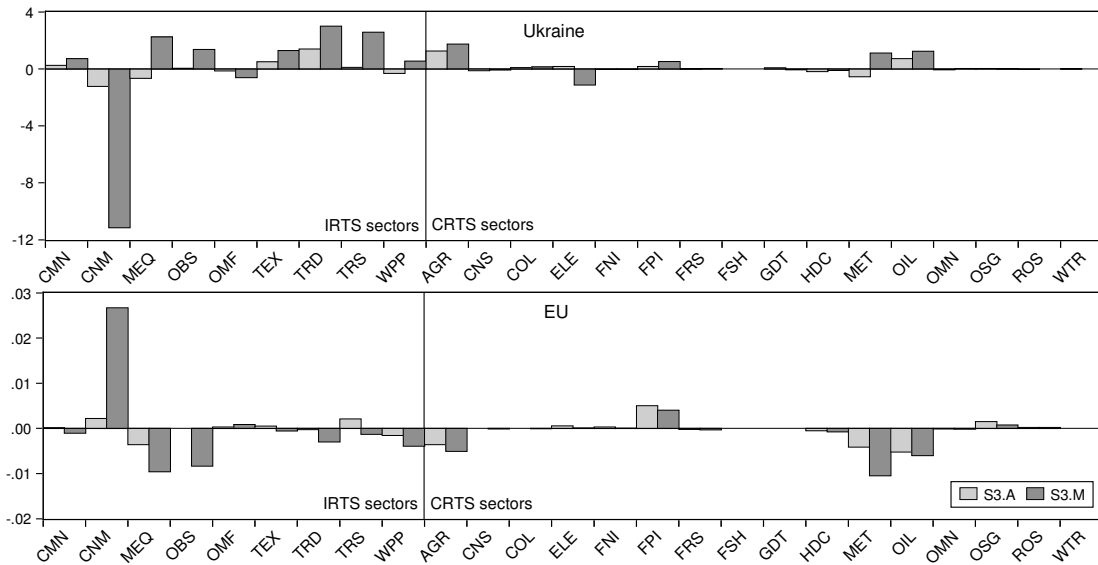 Ukraine
4
0
-4
-8
-12
IRTS sectors CRTS sectors
CMN CNM MEQ OBS OMF TEX TRD TRS WPP AGR CNS COL ELE FNI FPI FRS FSH GDT HDC MET OIL OMN OSG ROS WTR
EU
.03
.02
.01
.00
-.01
-.02
IRTS sectors CRTS sectors
S3.A S3.M
CMN CNM MEQ OBS OMF TEX TRD TRS WPP AGR CNS COL ELE FNI FPI FRS FSH GDT HDC MET OIL OMN OSG ROS WTR